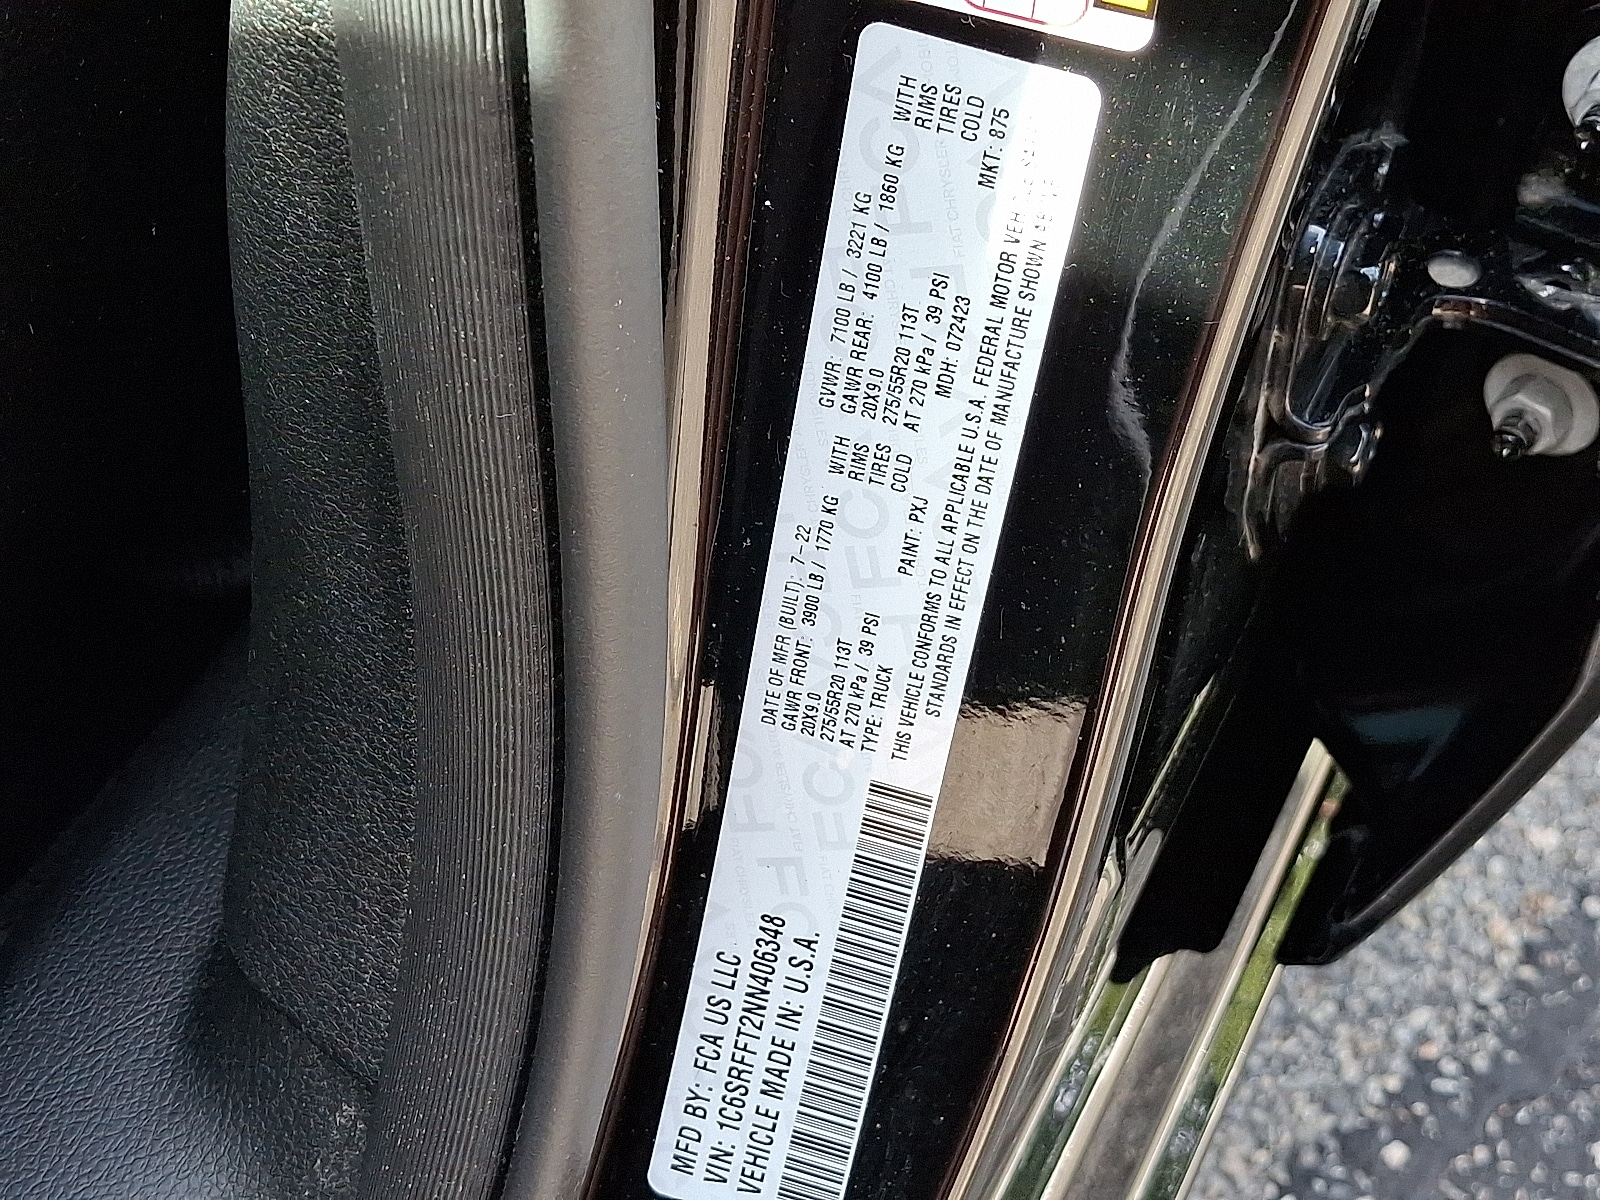 MFD BY: FCA US LLC
VIN: 1C6SRFFT2NN406348
VEHICLE MADE IN: U.S.A.
DATE OF MFR (BUILT): 7-22 GVWR: 7100 LB / 3221 KG
GAWR FRONT: 3900 LB / 1770 KG WITH GAWR REAR: 4100 LB / 1860 KG WITH
20X9.0 RIMS 20X9.0 RIMS
275/55R20 113T TIRES 275/55R20 113T TIRES
AT 270 kPa / 39 PSI COLD AT 270 kPa / 39 PSI COLD
TYPE: TRUCK PAINT: PXJ MDH: 072423 MKT: 875
THIS VEHICLE CONFORMS TO ALL APPLICABLE U.S.A. FEDERAL MOTOR
STANDARDS IN EFFECT ON THE DATE OF MANUFACTURE SHOWN